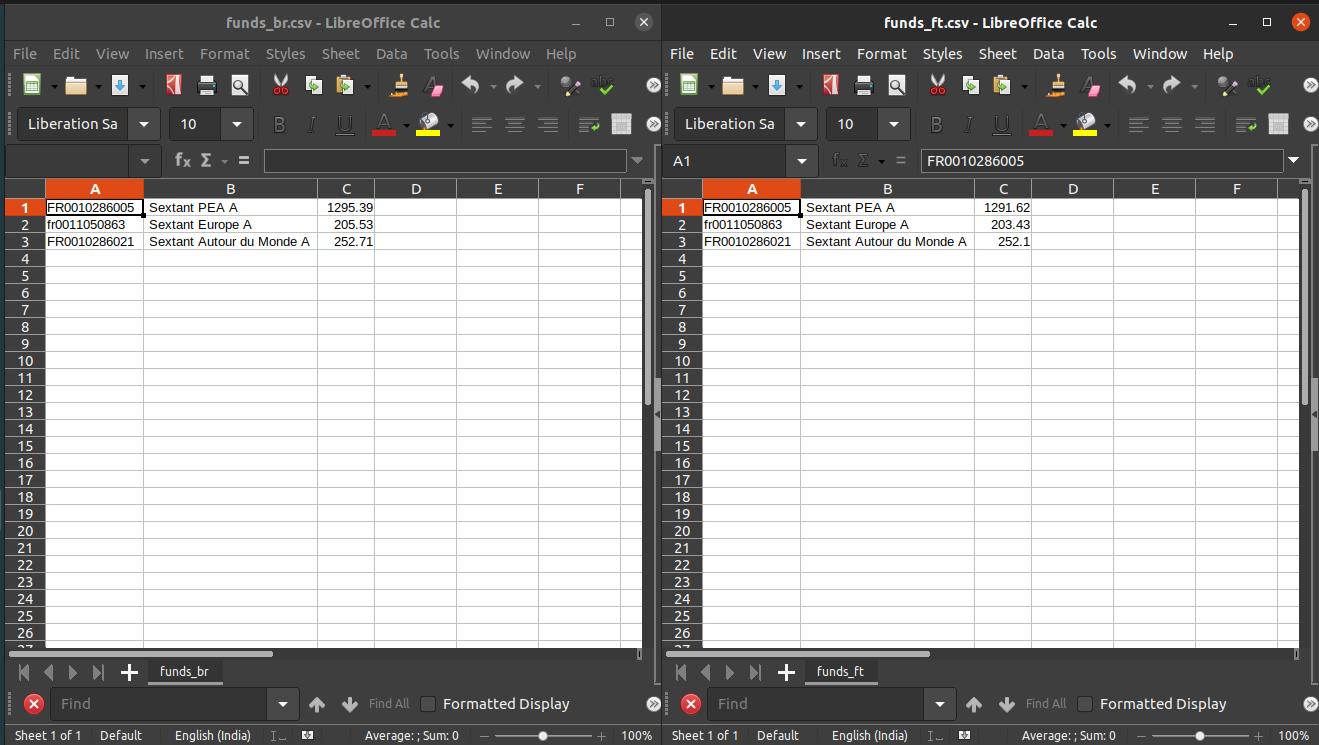 funds_br.csv - LibreOffice Calc
File Edit View Insert Format Styles Sheet Data Tools Window Help
Liberation Sa 10
A B C D E F
1 FR0010286005 Sextant PEA A 1295.39
2 fr0011050863 Sextant Europe A 205.53
3 FR0010286021 Sextant Autour du Monde A 252.71
4
5
6
7
8
9
10
11
12
13
14
15
16
17
18
19
20
21
22
23
24
25
26
27
funds_br
Find Find All Formatted Display
Sheet 1 of 1 Default English (India) Average: ; Sum: 0 100%
funds_ft.csv - LibreOffice Calc
File Edit View Insert Format Styles Sheet Data Tools Window Help
Liberation Sa 10
A1 FR0010286005
A B C D E F
1 FR0010286005 Sextant PEA A 1291.62
2 fr0011050863 Sextant Europe A 203.43
3 FR0010286021 Sextant Autour du Monde A 252.1
4
5
6
7
8
9
10
11
12
13
14
15
16
17
18
19
20
21
22
23
24
25
26
27
funds_ft
Find Find All Formatted Display
Sheet 1 of 1 Default English (India) Average: ; Sum: 0 100%